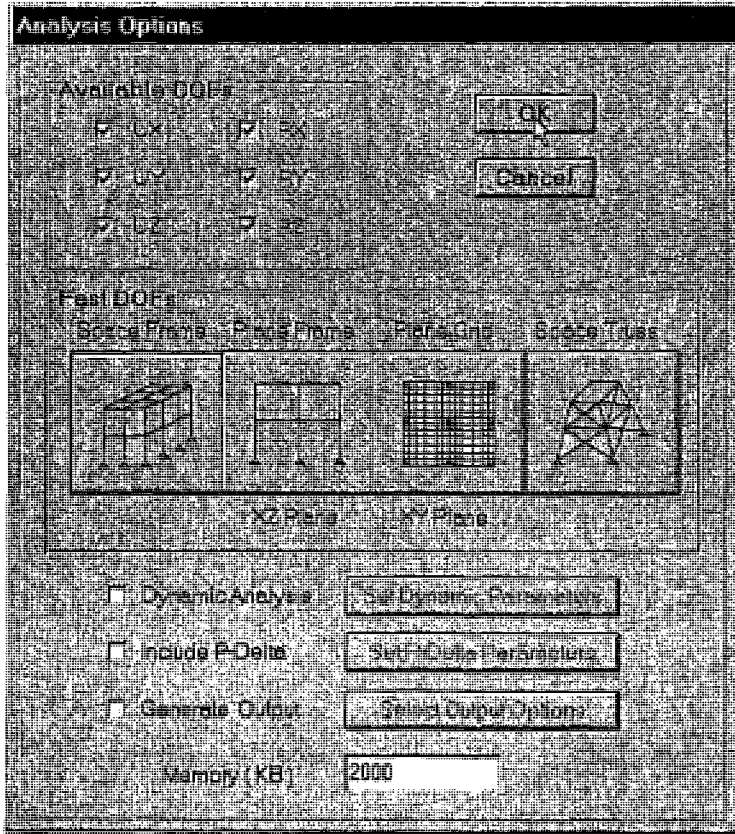 Analysis Options
Available DOFs
OK
UX RX
UY RY
Cancel
UZ RZ
Fast DOFs
Space Frame Plane Frame Plane Grid Space Truss
XZ Plane XY Plane
Dynamic Analysis Set Dynamic Parameters
Include P-Delta Set P-Delta Parameters
Generate Output Select Output Options
Memory (KB) 2000